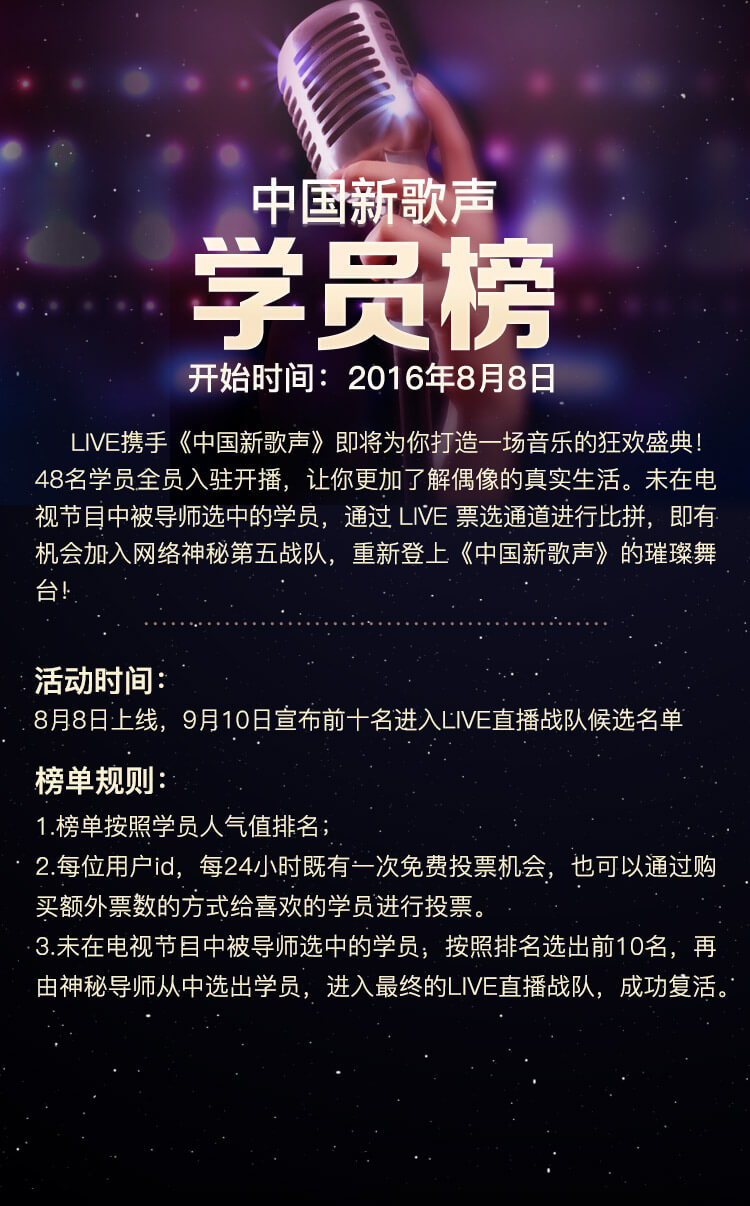 中国新歌声
学员榜
开始时间：2016年8月8日
LIVE携手《中国新歌声》即将为你打造一场音乐的狂欢盛典！
48名学员全员入驻开播，让你更加了解偶像的真实生活。未在电
视节目中被导师选中的学员，通过 LIVE 票选通道进行比拼，即有
机会加入网络神秘第五战队，重新登上《中国新歌声》的璀璨舞
台！
活动时间：
8月8日上线，9月10日宣布前十名进入LIVE直播战队候选名单
榜单规则：
1.榜单按照学员人气值排名；
2.每位用户id，每24小时既有一次免费投票机会，也可以通过购
买额外票数的方式给喜欢的学员进行投票。
3.未在电视节目中被导师选中的学员，按照排名选出前10名，再
由神秘导师从中选出学员，进入最终的LIVE直播战队，成功复活。